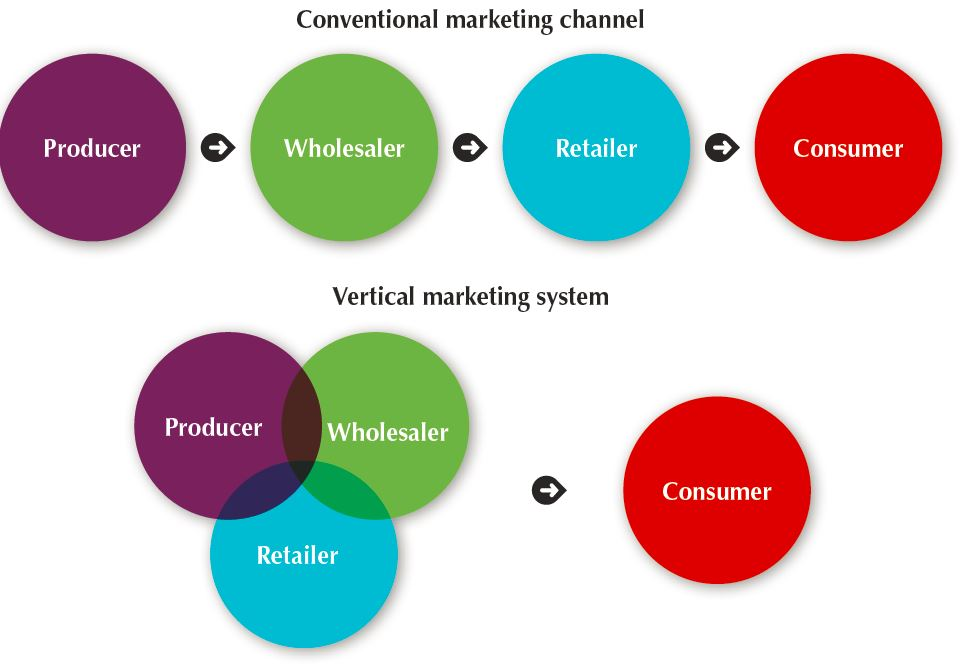 Conventional marketing channel
Producer
Wholesaler
Retailer
Consumer
Vertical marketing system
Producer
Wholesaler
Retailer
Consumer